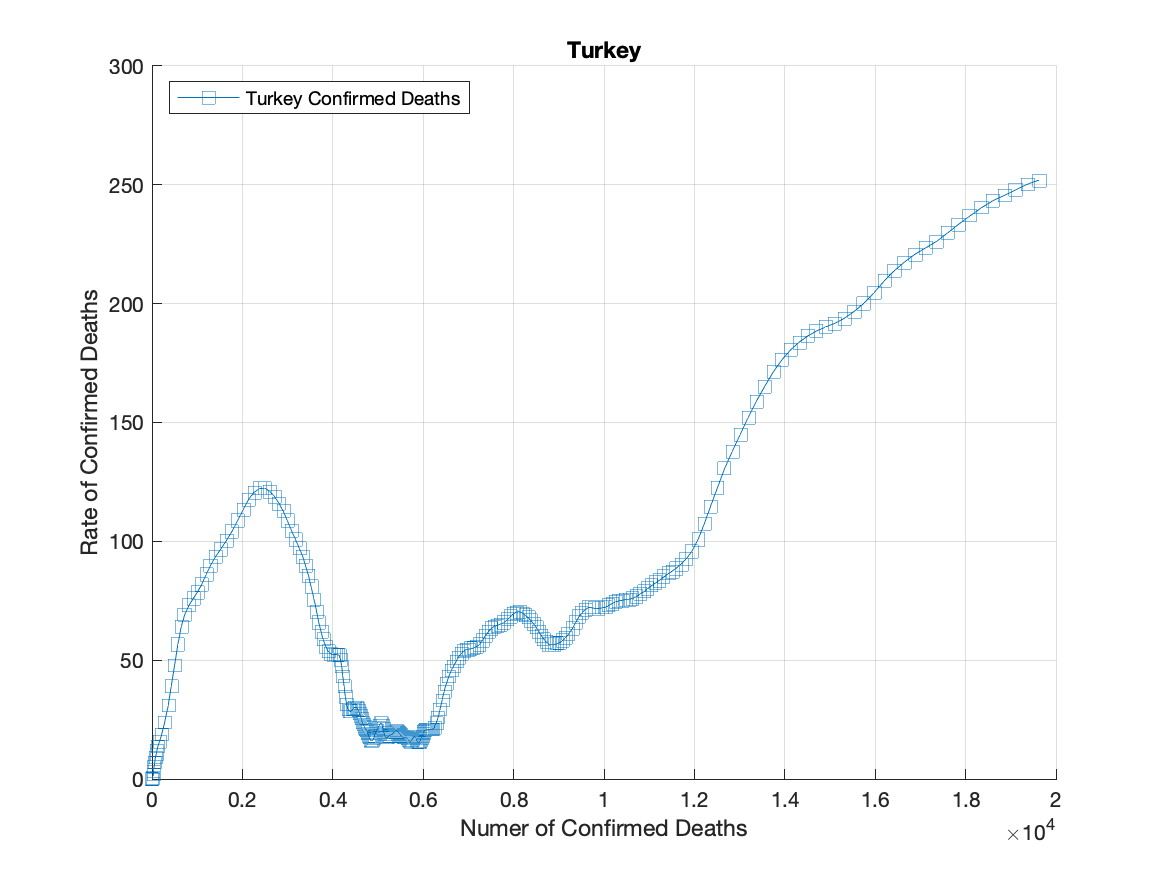 Turkey
Turkey Confirmed Deaths
300
250
200
150
100
50
0
Rate of Confirmed Deaths
0 0.2 0.4 0.6 0.8 1 1.2 1.4 1.6 1.8 2
Numer of Confirmed Deaths
×10⁴